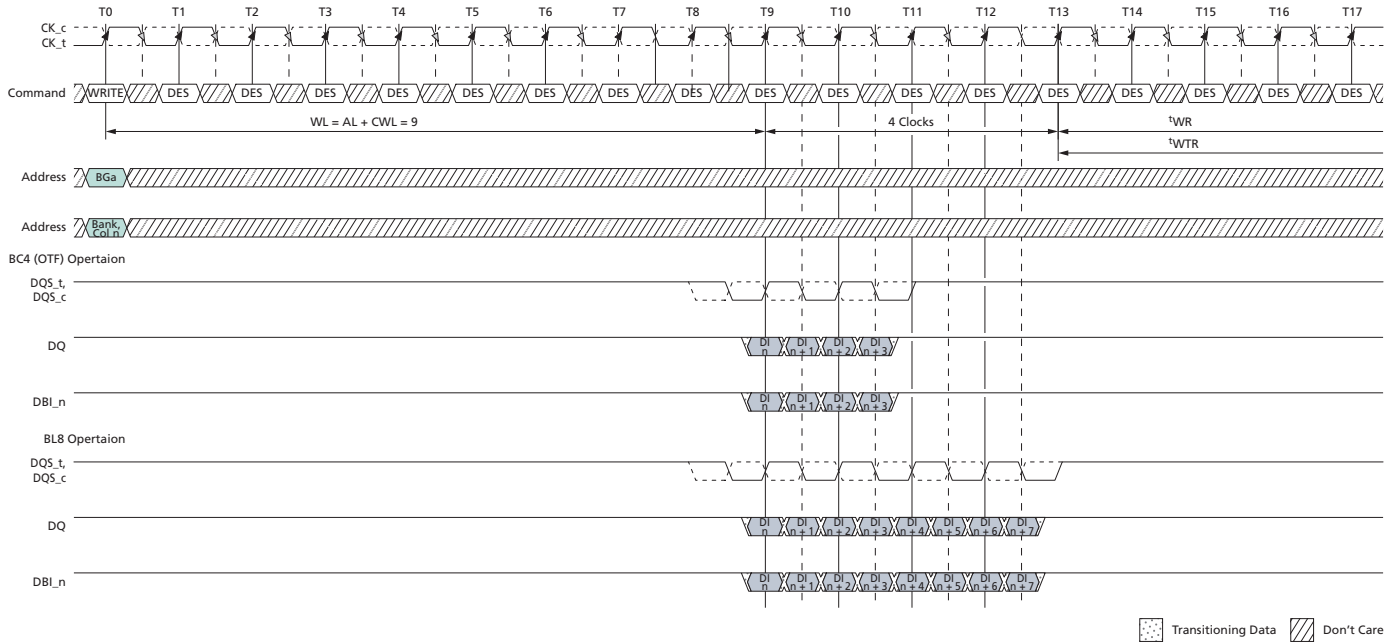 T0 T1 T2 T3 T4 T5 T6 T7 T8 T9 T10 T11 T12 T13 T14 T15 T16 T17
CK_c
CK_t
Command WRITE DES DES DES DES DES DES DES DES DES DES DES DES DES DES DES DES DES
WL = AL + CWL = 9 4 Clocks tWR
tWTR
Address BGa
Address Bank, Col n
BC4 (OTF) Opertaion
DQS_t,
DQS_c
DQ DI n DI n + 1 DI n + 2 DI n + 3
DBI_n DI n DI n + 1 DI n + 2 DI n + 3
BL8 Opertaion
DQS_t,
DQS_c
DQ DI n DI n + 1 DI n + 2 DI n + 3 DI n + 4 DI n + 5 DI n + 6 DI n + 7
DBI_n DI n DI n + 1 DI n + 2 DI n + 3 DI n + 4 DI n + 5 DI n + 6 DI n + 7
Transitioning Data Don't Care